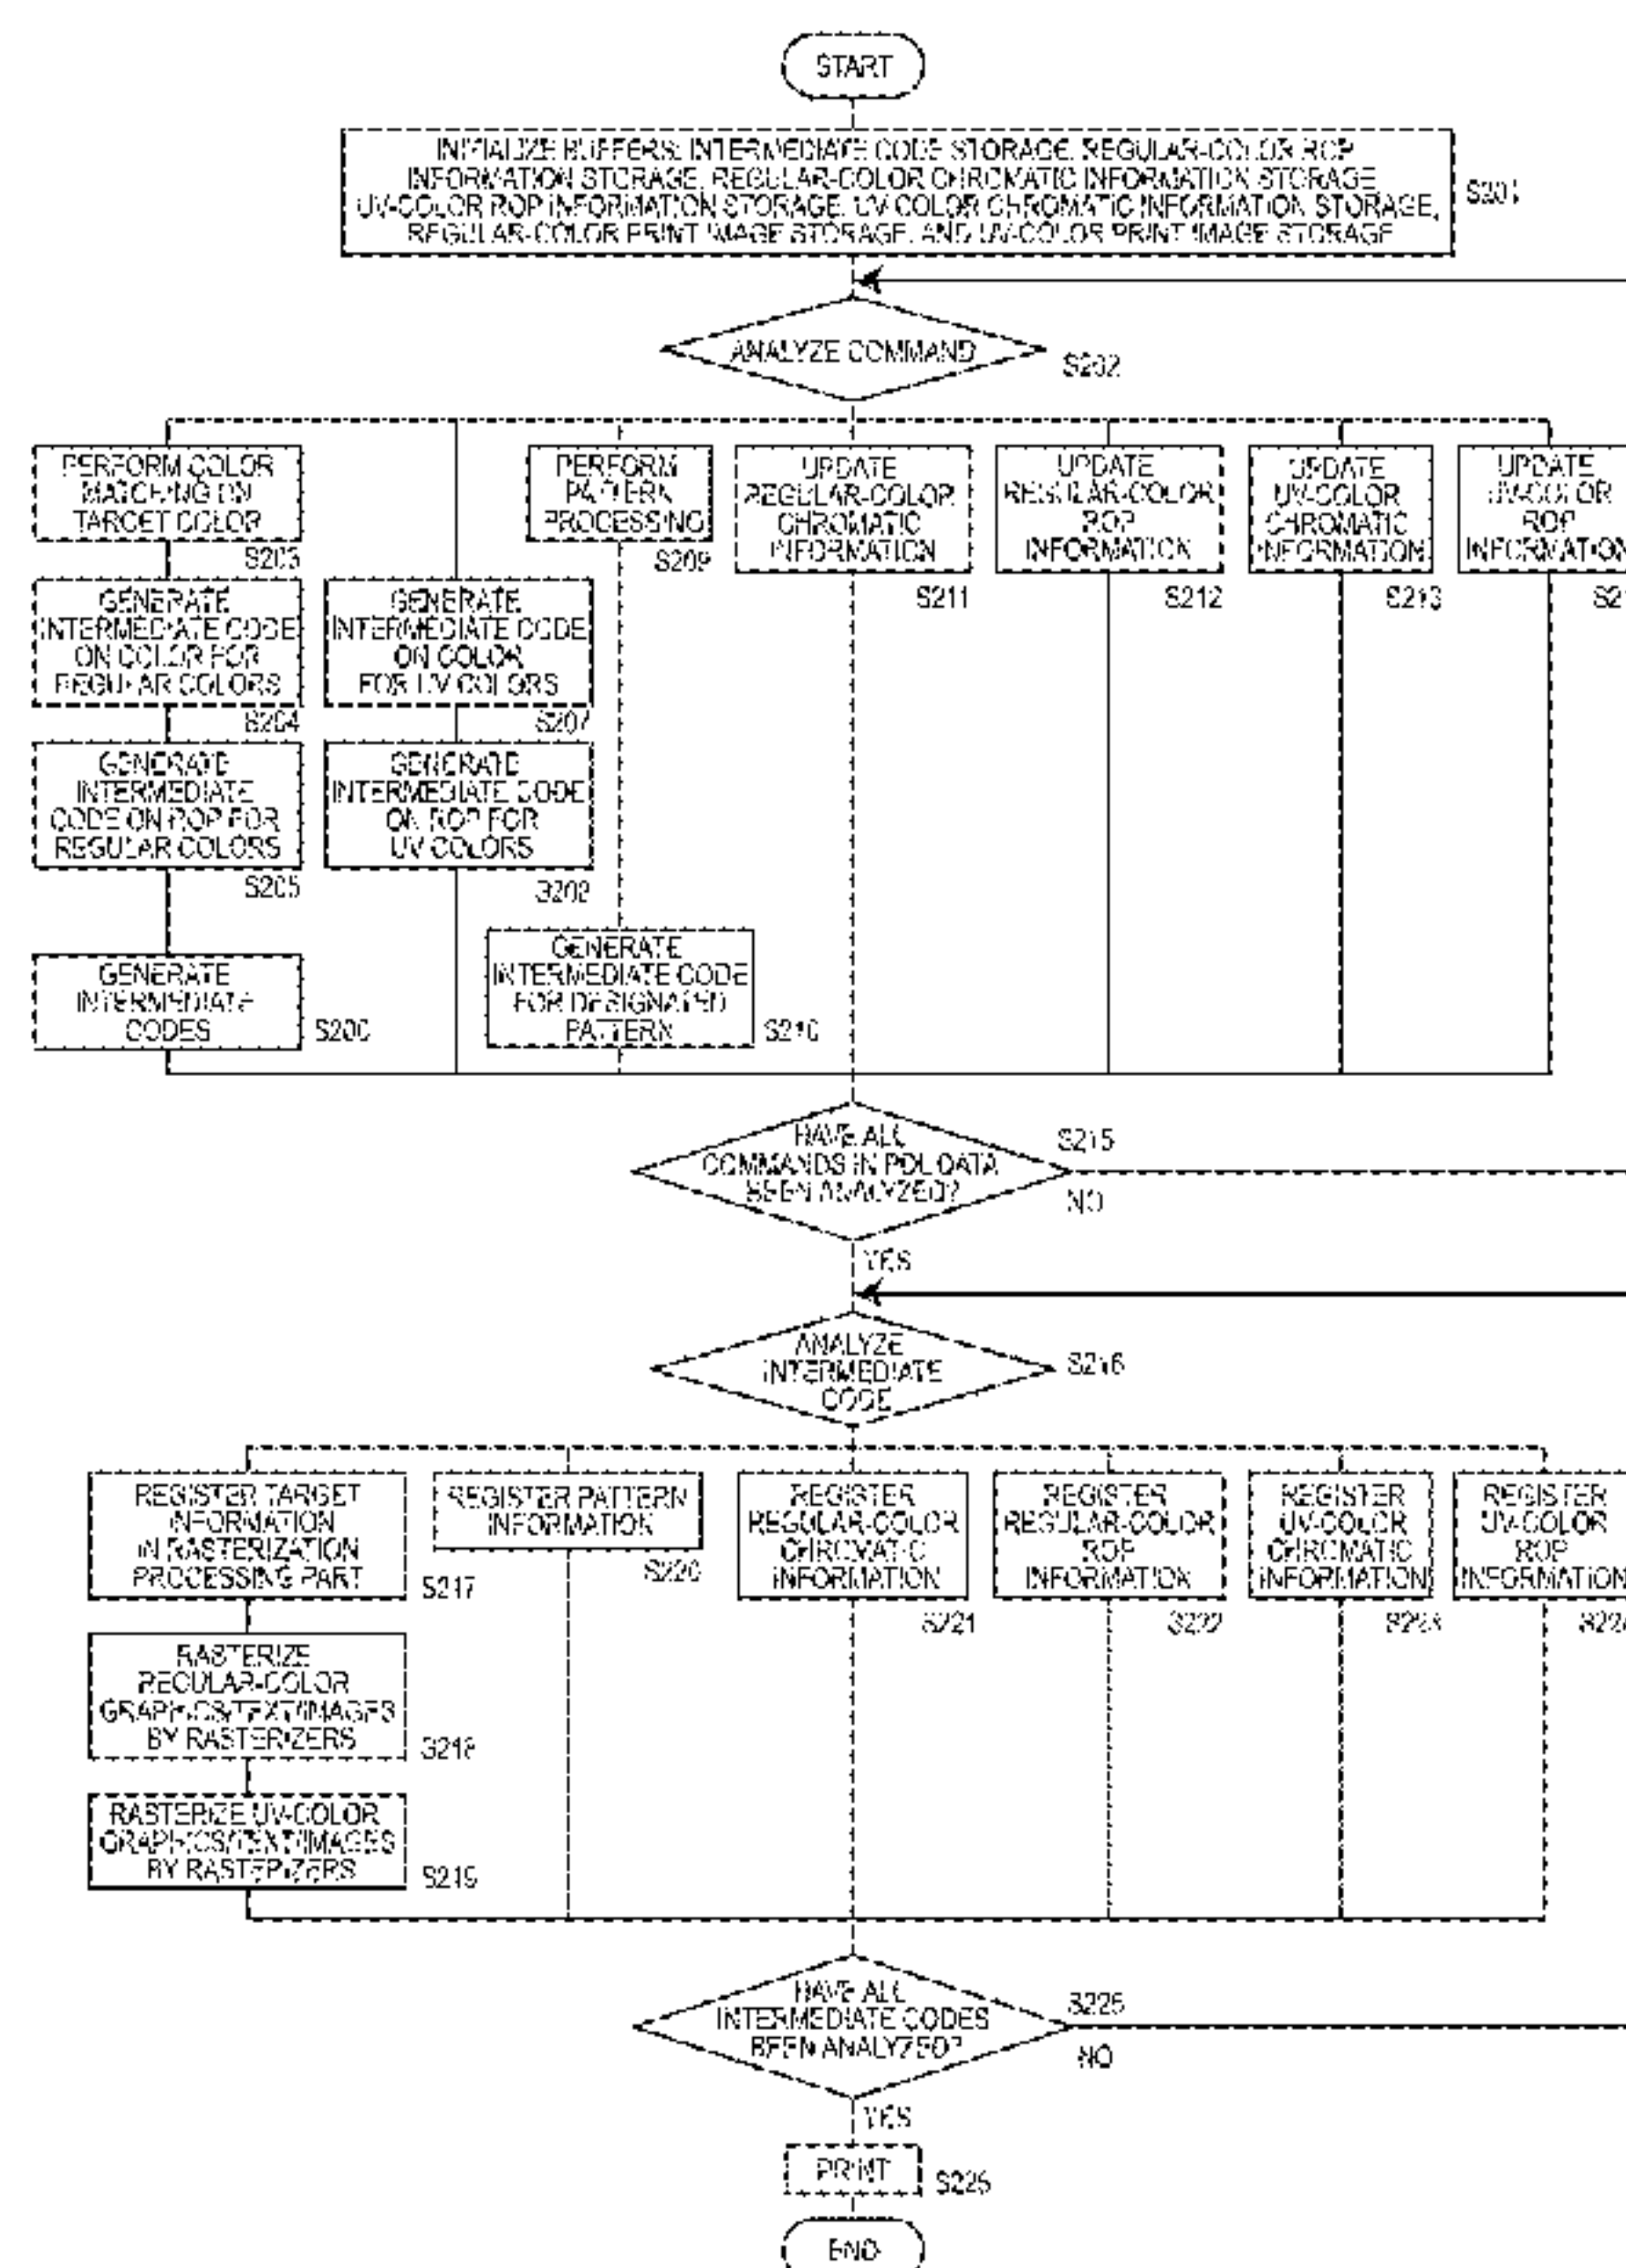 START
INITIALIZE BUFFERS: INTERMEDIATE CODE STORAGE, REGULAR-COLOR ROP
INFORMATION STORAGE, REGULAR-COLOR CHROMATIC INFORMATION STORAGE
UV-COLOR ROP INFORMATION STORAGE, UV-COLOR CHROMATIC INFORMATION STORAGE,
REGULAR-COLOR PRINT IMAGE STORAGE, AND UV-COLOR PRINT IMAGE STORAGE
S201
ANALYZE COMMAND
S202
PERFORM COLOR
MATCHING ON
TARGET COLOR
S203
GENERATE
INTERMEDIATE CODE
ON COLOR FOR
REGULAR COLORS
S204
GENERATE
INTERMEDIATE
CODE ON ROP FOR
REGULAR COLORS
S205
GENERATE
INTERMEDIATE
CODES
S206
GENERATE
INTERMEDIATE CODE
ON COLOR
FOR UV COLORS
S207
GENERATE
INTERMEDIATE CODE
ON ROP FOR
UV COLORS
S208
PERFORM
PATTERN
PROCESSING
S209
GENERATE
INTERMEDIATE CODE
FOR DESIGNATED
PATTERN
S210
UPDATE
REGULAR-COLOR
CHROMATIC
INFORMATION
S211
UPDATE
REGULAR-COLOR
ROP
INFORMATION
S212
UPDATE
UV-COLOR
CHROMATIC
INFORMATION
S213
UPDATE
UV-COLOR
ROP
INFORMATION
HAVE ALL
COMMANDS IN PDL DATA
BEEN ANALYZED?
S215
NO
YES
ANALYZE
INTERMEDIATE
CODE
S216
REGISTER TARGET
INFORMATION
IN RASTERIZATION
PROCESSING PART
S217
RASTERIZE
REGULAR-COLOR
GRAPHICS/TEXT/IMAGES
BY RASTERIZERS
S218
RASTERIZE UV-COLOR
GRAPHICS/TEXT/IMAGES
BY RASTERIZERS
S219
REGISTER PATTERN
INFORMATION
S220
REGISTER
REGULAR-COLOR
CHROMATIC
INFORMATION
S221
REGISTER
REGULAR-COLOR
ROP
INFORMATION
S222
REGISTER
UV-COLOR
CHROMATIC
INFORMATION
S223
REGISTER
UV-COLOR
ROP
INFORMATION
HAVE ALL
INTERMEDIATE CODES
BEEN ANALYZED?
S225
NO
YES
PRINT
END